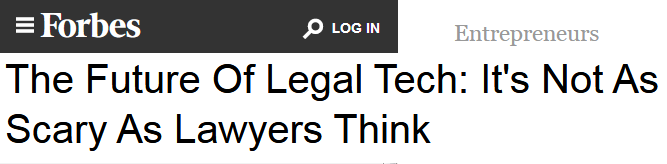 Forbes
LOG IN
Entrepreneurs
The Future Of Legal Tech: It's Not As
Scary As Lawyers Think